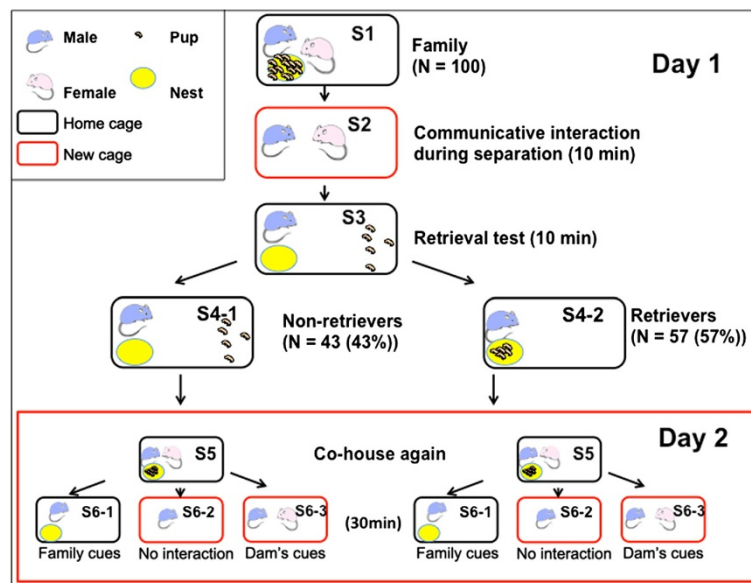 Male
Pup
Female
Nest
Home cage
New cage
S1
Family
(N = 100)
Day 1
S2
Communicative interaction
during separation (10 min)
S3
Retrieval test (10 min)
S4-1
Non-retrievers
(N = 43 (43%))
S4-2
Retrievers
(N = 57 (57%))
Day 2
S5
Co-house again
S5
S6-1
S6-2
S6-3
(30min)
S6-1
S6-2
S6-3
Family cues
No interaction
Dam's cues
Family cues
No interaction
Dam's cues